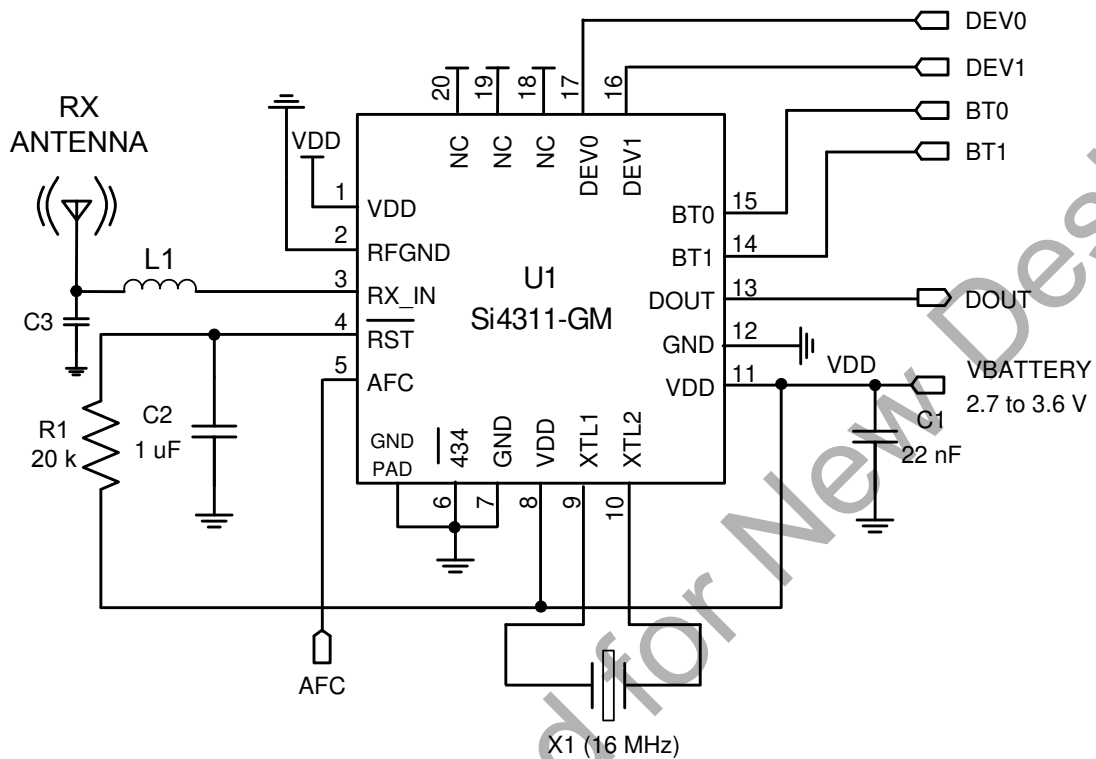 DEV0
DEV1
BT0
BT1
RX
ANTENNA
VDD
20
19
18
17
16
NC
NC
NC
DEV0
DEV1
1
VDD
2
RFGND
3
RX_IN
4
RST
5
AFC
L1
C3
U1
Si4311-GM
15
BT0
14
BT1
13
DOUT
DOUT
12
GND
11
VDD
VDD
VBATTERY
2.7 to 3.6 V
C1
22 nF
R1
20 k
C2
1 uF
GND
PAD
434
GND
VDD
XTL1
XTL2
6
7
8
9
10
AFC
X1 (16 MHz)
d for New Des